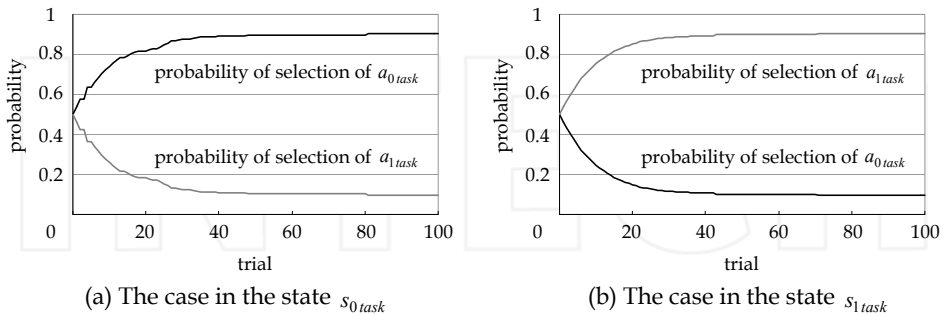 1
0.8
0.6
0.4
0.2
0
probability
probability of selection of a0task
probability of selection of a1task
20 40 60 80 100
trial
(a) The case in the state s0task
1
0.8
0.6
0.4
0.2
0
probability
probability of selection of a1task
probability of selection of a0task
20 40 60 80 100
trial
(b) The case in the state s1task